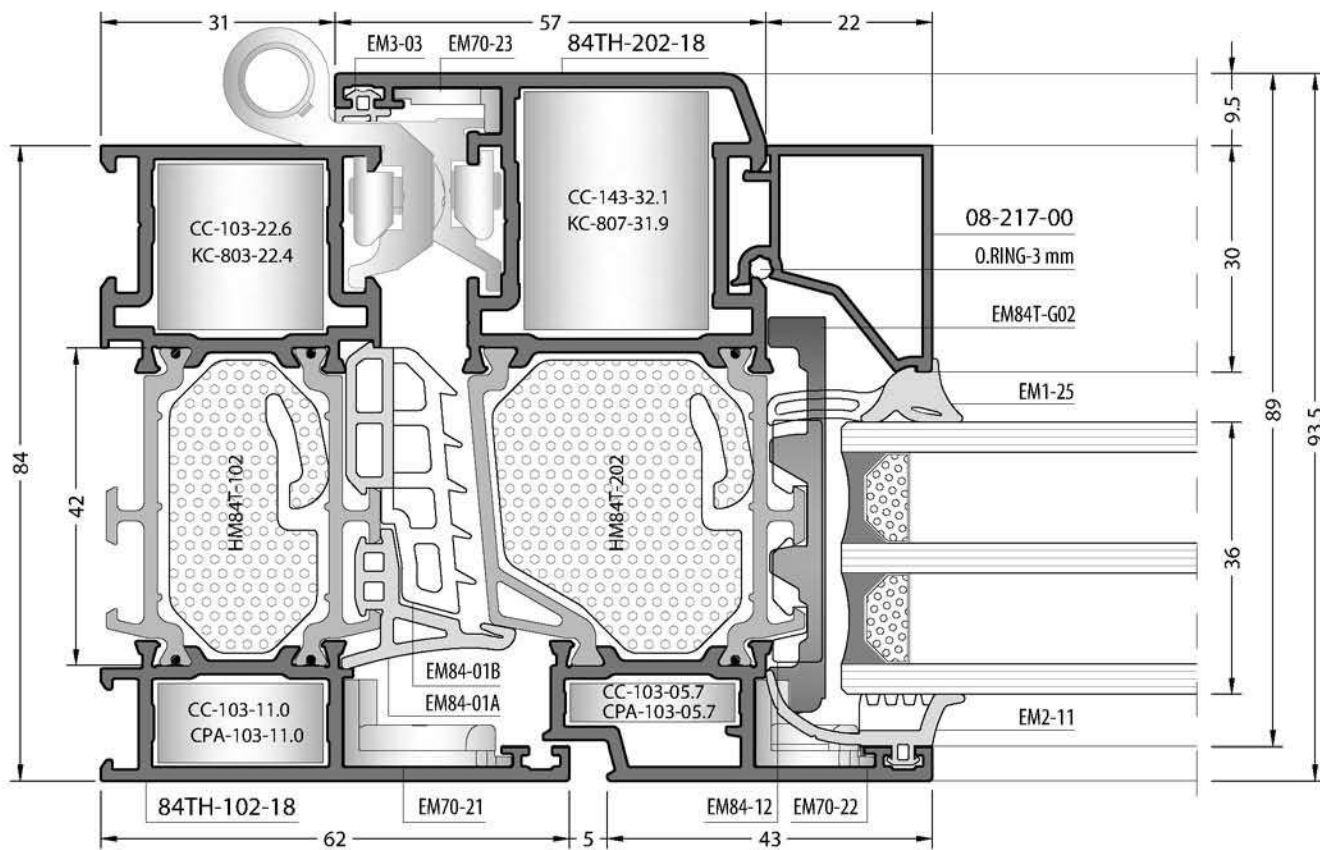 31
57
22
EM3-03
EM70-23
84TH-202-18
9.5
CC-103-22.6
KC-803-22.4
CC-143-32.1
KC-807-31.9
08-217-00
O.RING-3 mm
30
EM84T-G02
EM1-25
89
93.5
84
42
HM84T-102
HM84T-202
36
EM84-01B
EM84-01A
CC-103-11.0
CPA-103-11.0
CC-103-05.7
CPA-103-05.7
EM2-11
84TH-102-18
EM70-21
EM84-12
EM70-22
62
5
43